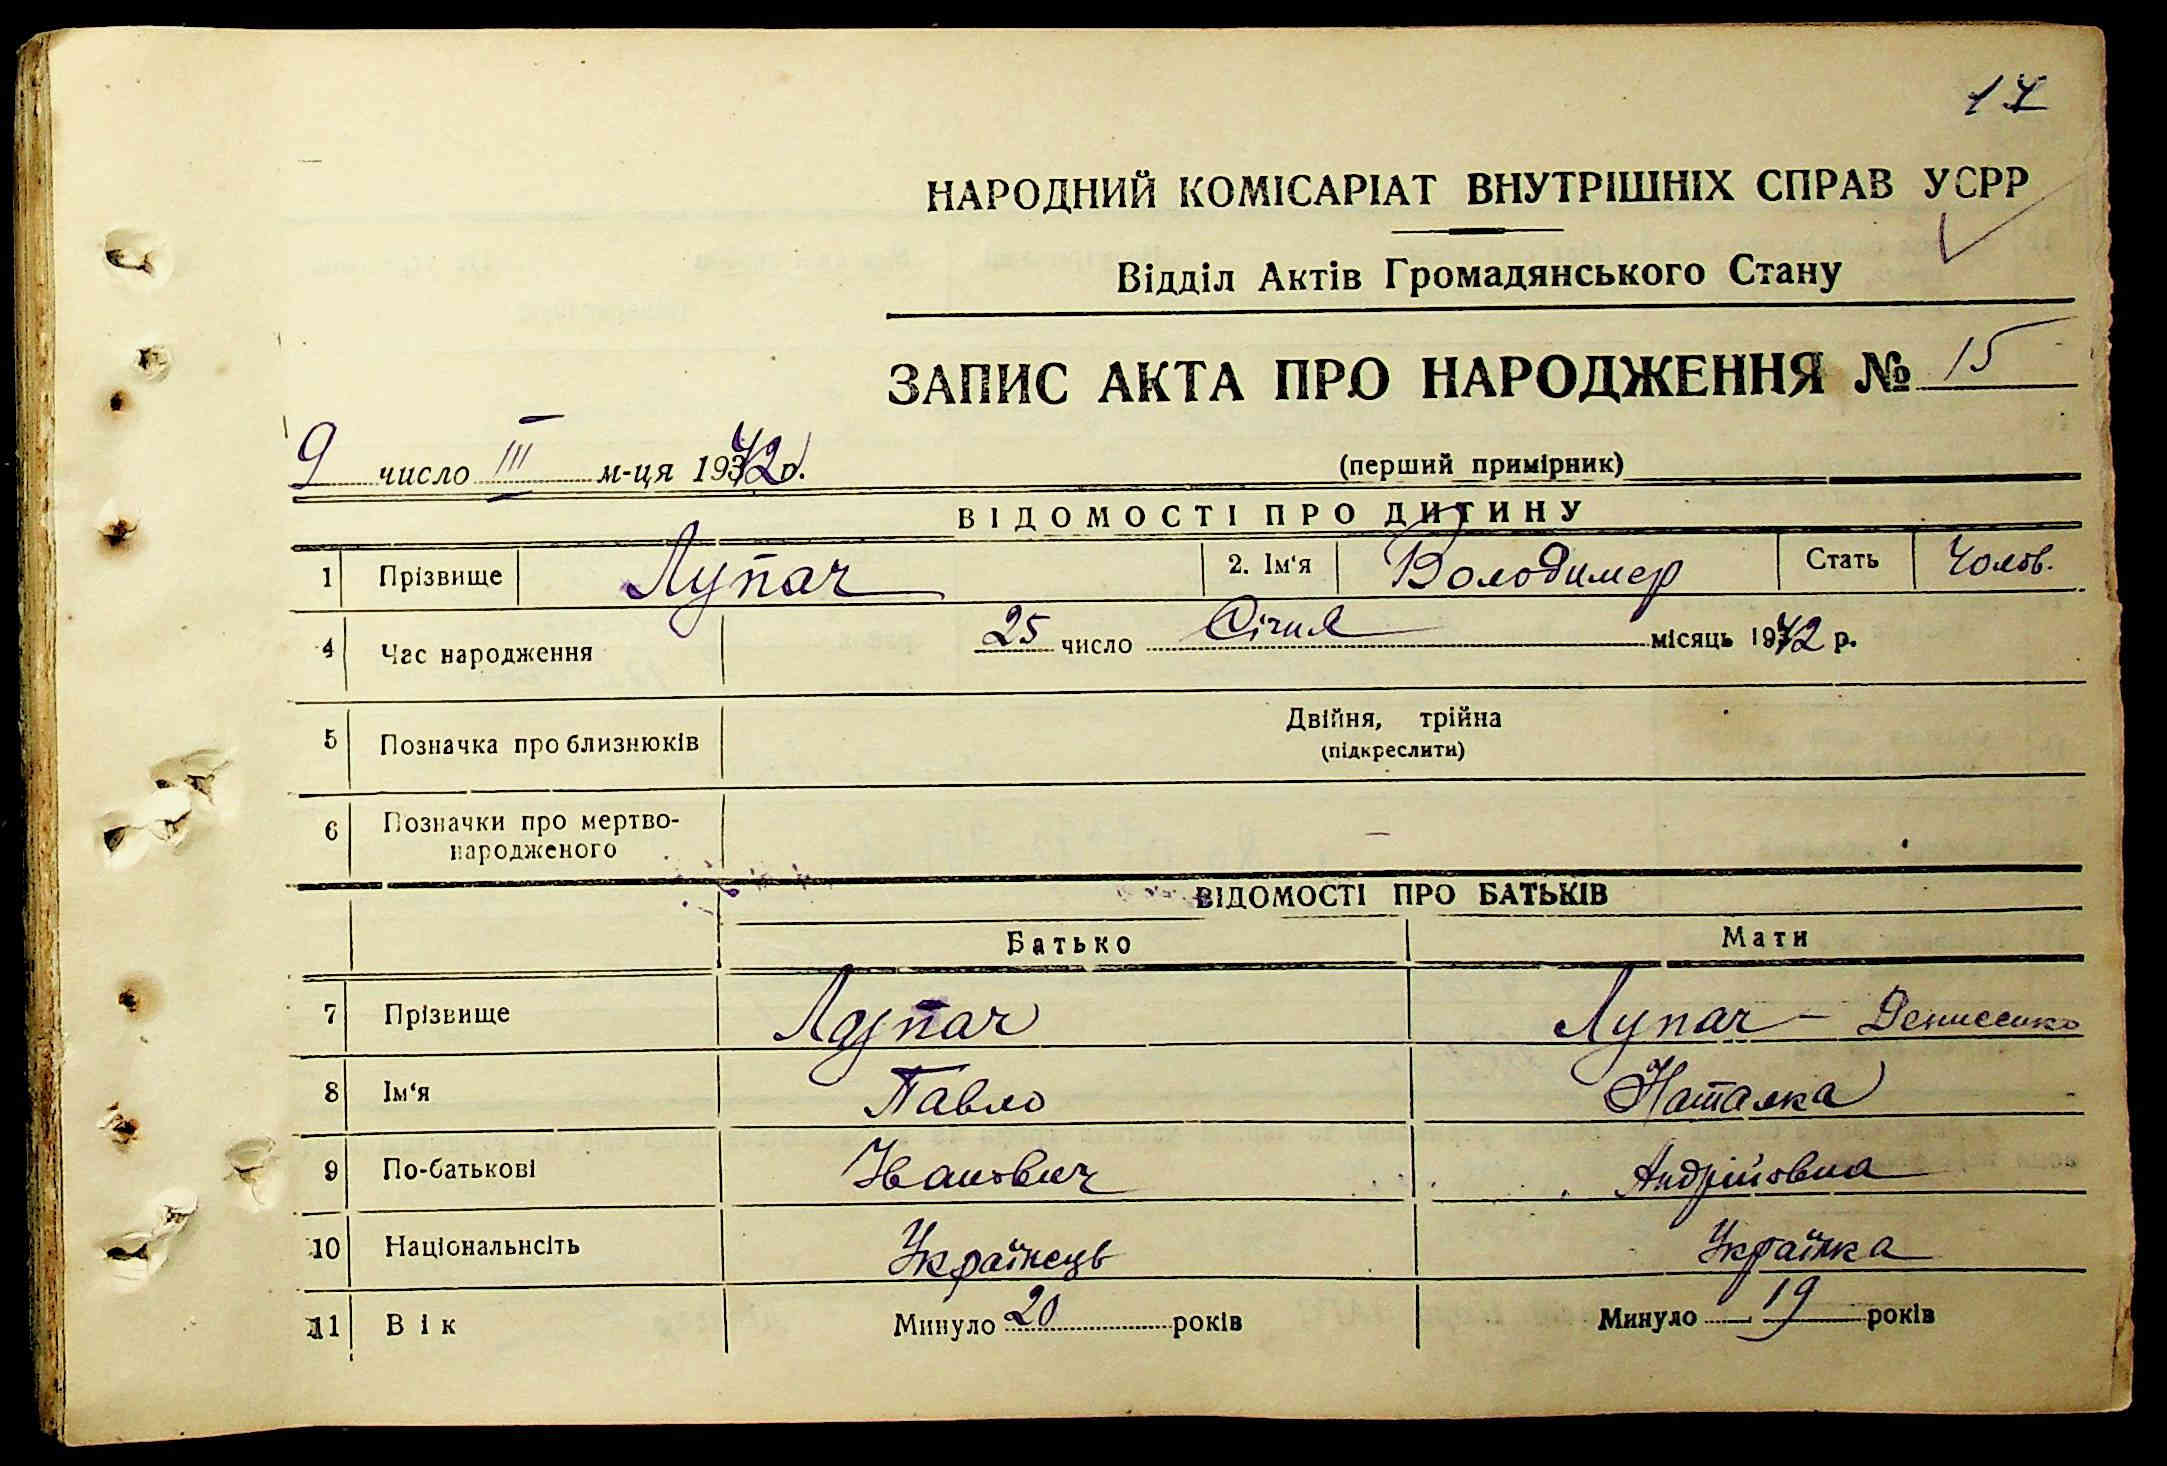 17
НАРОДНИЙ КОМІСАРІАТ ВНУТРІШНІХ СПРАВ УСРР
Відділ Актів Громадянського Стану
ЗАПИС АКТА ПРО НАРОДЖЕННЯ № 15
9 число III м-ця 1942 р. (перший примірник)
ВІДОМОСТІ ПРО ДИТИНУ
1 Прізвище Лупач 2. Ім'я Володимер Стать Чолов.
4 Час народження 25 число Січня місяць 1942 р.
5 Позначка про близнюків Двійня, трійна
(підкреслити)
6 Позначки про мертво-
народженого —
ВІДОМОСТІ ПРО БАТЬКІВ
Батько Мати
7 Прізвище Лупач Лупач – Денисенко
8 Ім'я Павло Наталка
9 По-батькові Іванович Андрійовна
10 Національнсіть Українець Українка
11 Вік Минуло 20 років Минуло 19 років